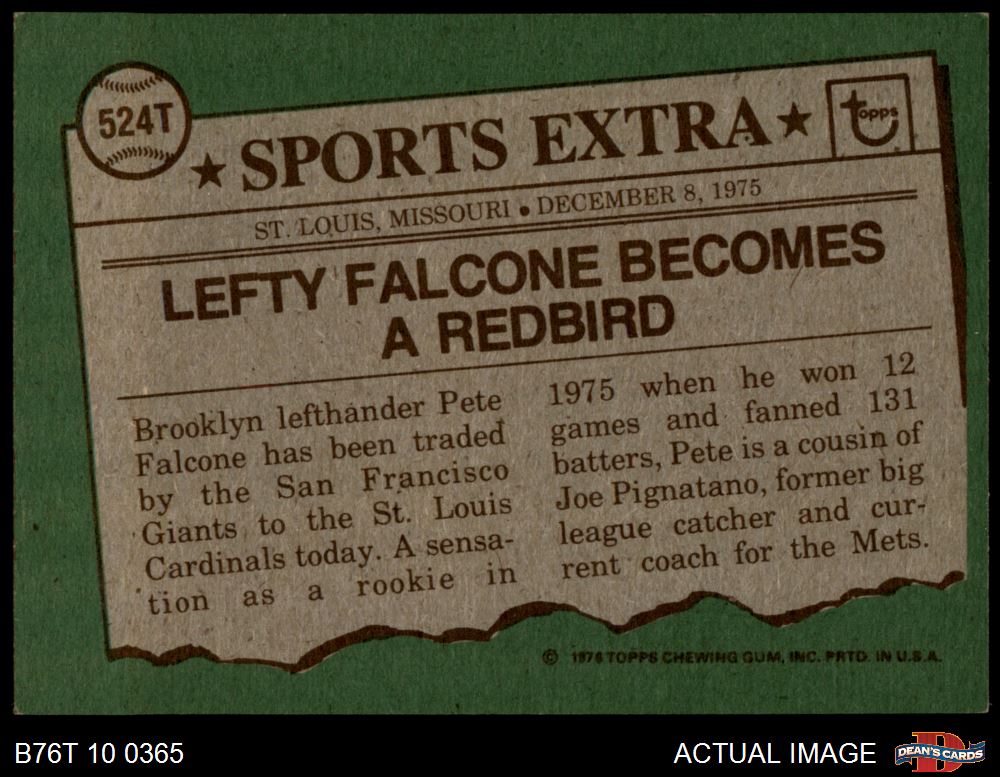 524T
★ SPORTS EXTRA ★
topps
ST. LOUIS, MISSOURI • DECEMBER 8, 1975
LEFTY FALCONE BECOMES
A REDBIRD
Brooklyn lefthander Pete
Falcone has been traded
by the San Francisco
Giants to the St. Louis
Cardinals today. A sensa-
tion as a rookie in
1975 when he won 12
games and fanned 131
batters, Pete is a cousin of
Joe Pignatano, former big
league catcher and cur-
rent coach for the Mets.
© 1976 TOPPS CHEWING GUM, INC. PRTD. IN U.S.A.
B76T 10 0365
ACTUAL IMAGE
D
DEAN'S CARDS